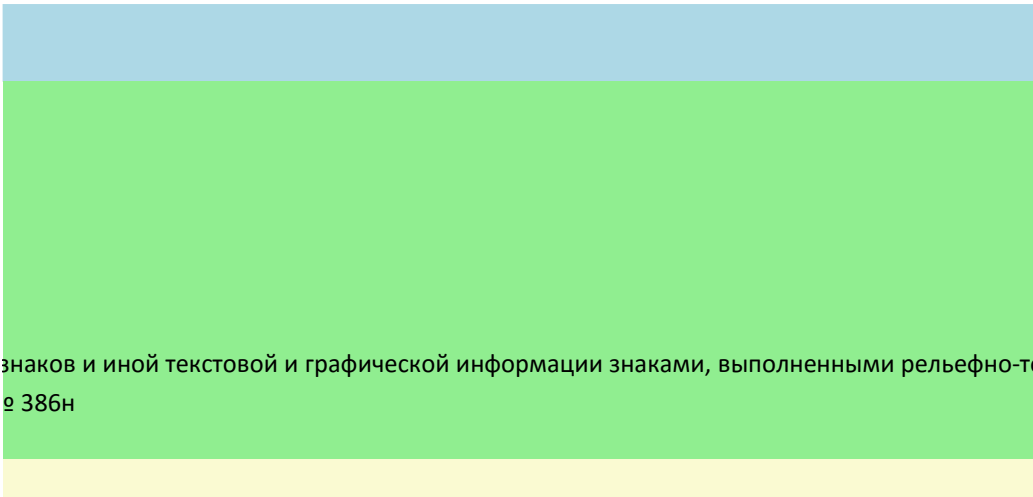 знаков и иной текстовой и графической информации знаками, выполненными рельефно-т
№ 386н